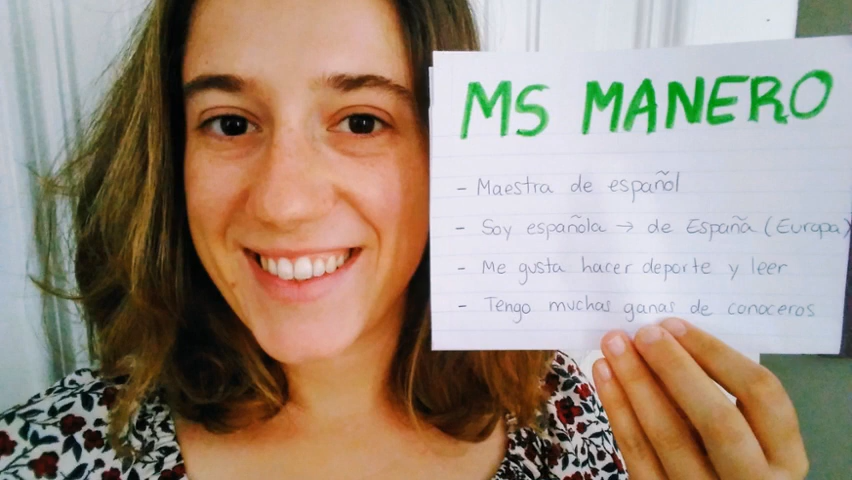 MS MANERO
- Maestra de español
- Soy española → de España (Europa)
- Me gusta hacer deporte y leer
- Tengo muchas ganas de conoceros